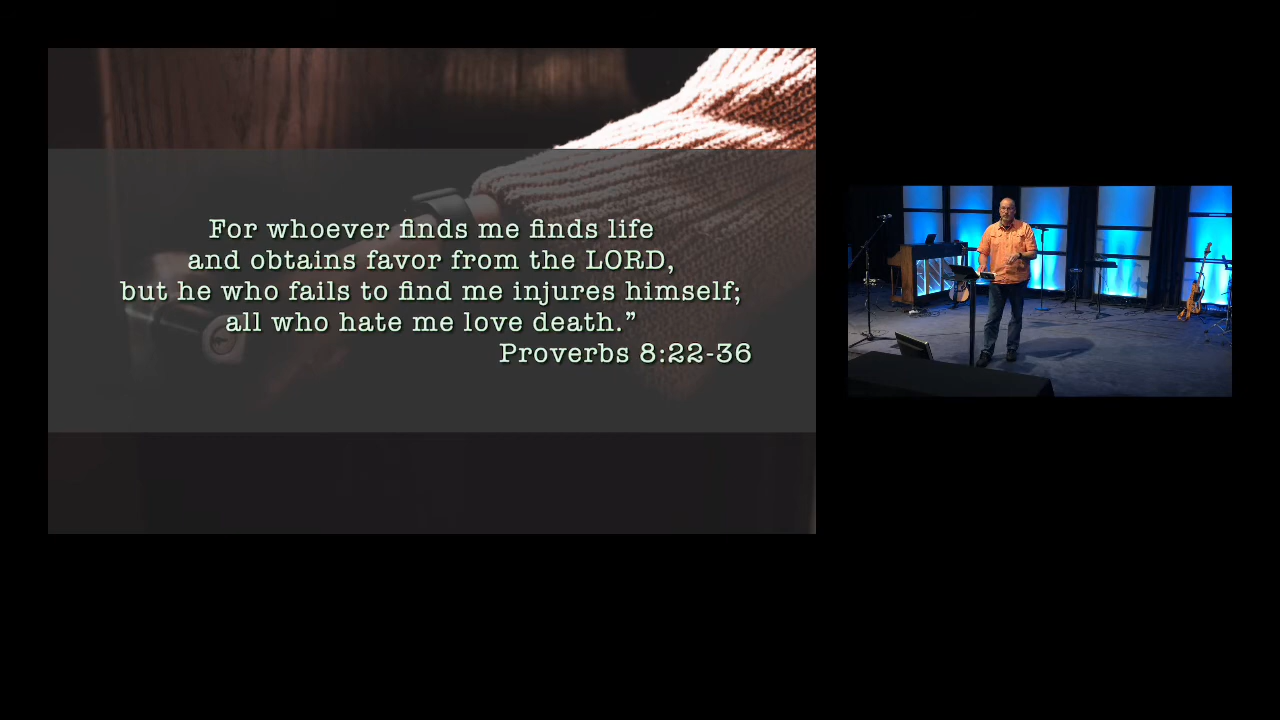 For whoever finds me finds life
and obtains favor from the LORD,
but he who fails to find me injures himself;
all who hate me love death.”
Proverbs 8:22-36